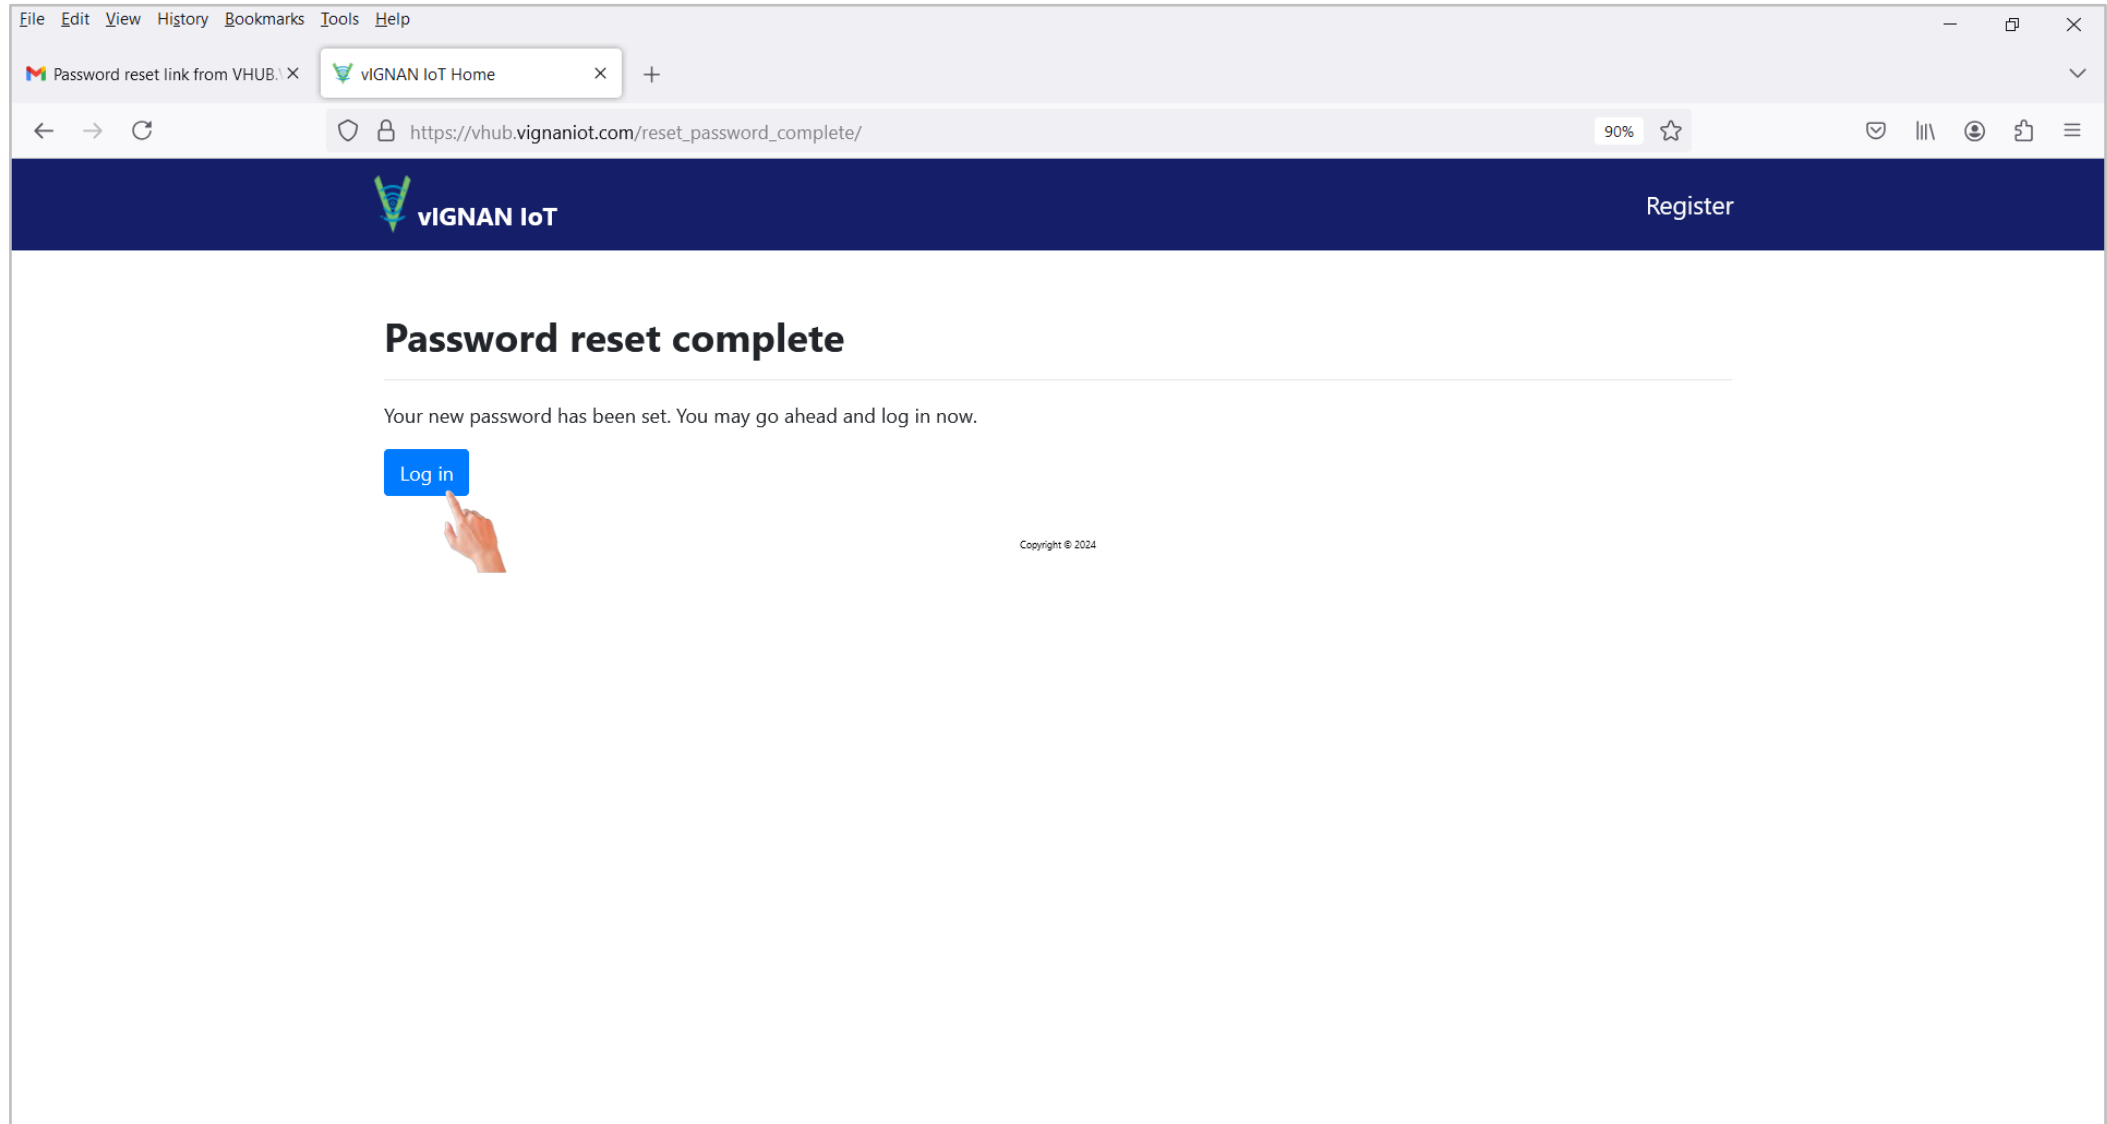 File Edit View History Bookmarks Tools Help
Password reset link from VHUB.
vIGNAN IoT Home
https://vhub.vignaniot.com/reset_password_complete/
90%
vIGNAN IoT
Register
Password reset complete
Your new password has been set. You may go ahead and log in now.
Log in
Copyright © 2024